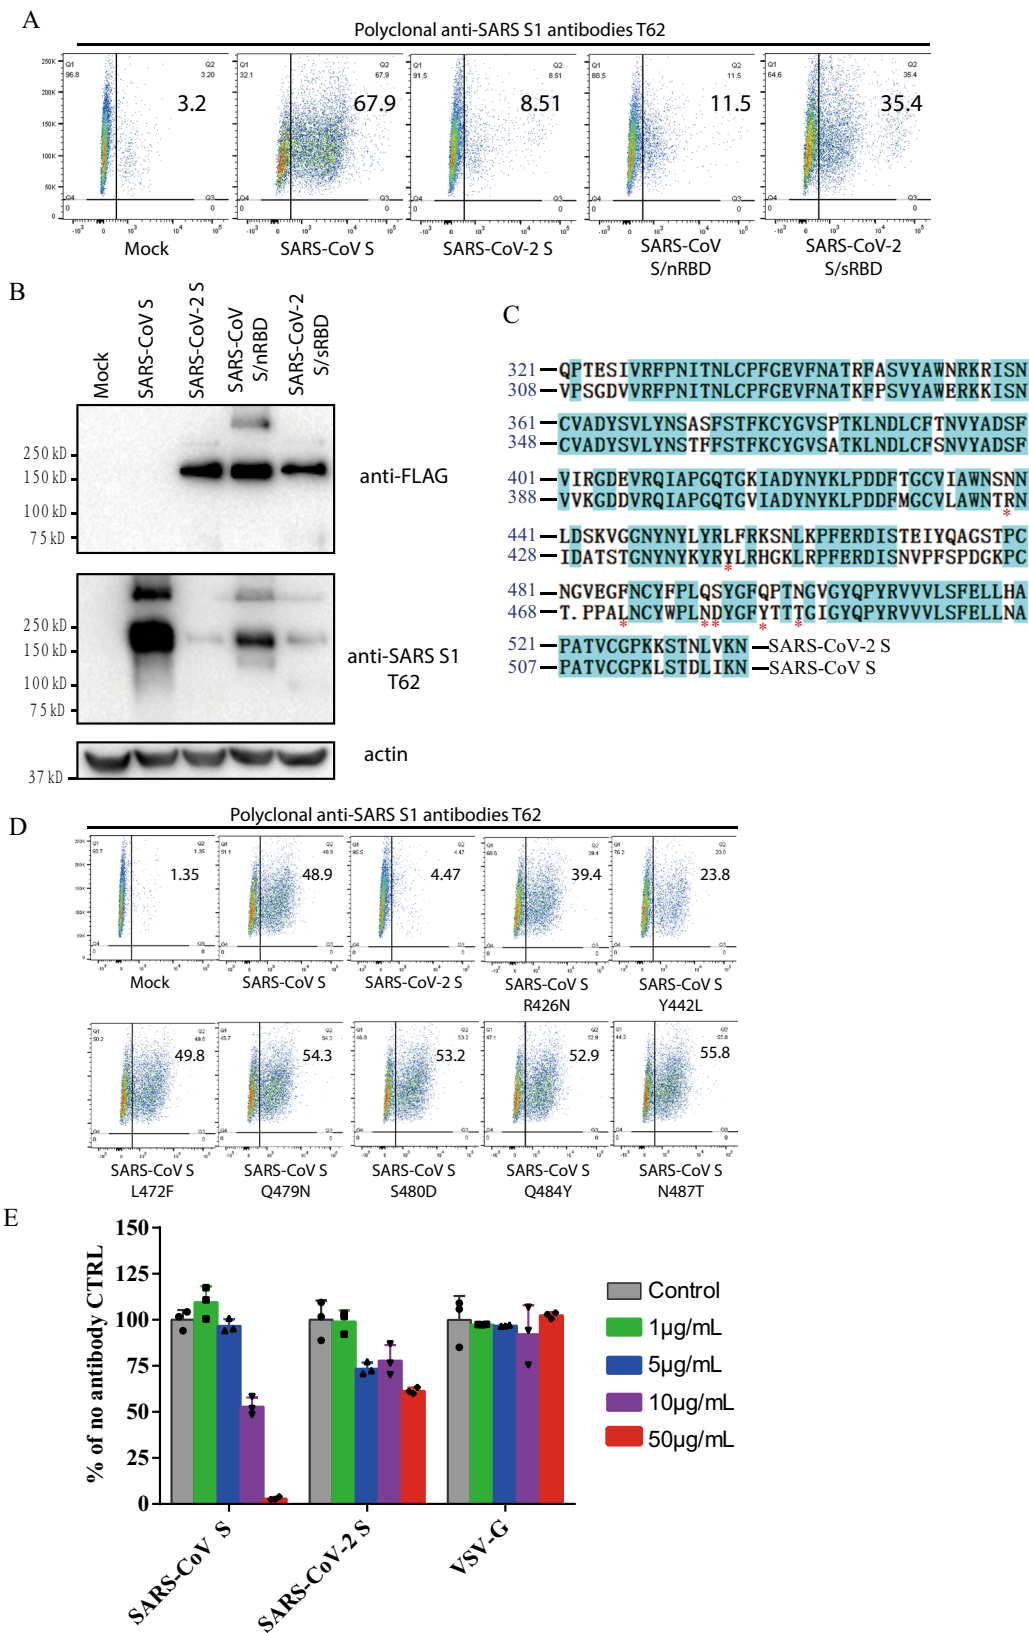 A
Polyclonal anti-SARS S1 antibodies T62
3.2
67.9
8.51
11.5
35.4
Mock
SARS-CoV S
SARS-CoV-2 S
SARS-CoV
S/nRBD
SARS-CoV-2
S/sRBD
B
Mock
SARS-CoV S
SARS-CoV-2 S
SARS-CoV
S/nRBD
SARS-CoV-2
S/sRBD
250 kD
150 kD
100 kD
75 kD
anti-FLAG
250 kD
150 kD
100 kD
75 kD
anti-SARS S1
T62
37 kD
actin
C
321 QPTESIVRFPNITNLCPFGEVFNATRFASVYAWNRKRISN
308 VPSGDVVRFPNITNLCPFGEVFNATKFPSVYAWERKKISN
361 CVADYSVLYNSASFSTFKCYGVSPTKLNDLCFTNVYADSF
348 CVADYSVLYNSTFFSTFKCYGVSATKLNDLCFSNVYADSF
401 VIRGDEVRQIAPGQTGKIADYNYKLPDDFTGCVIAWNSNN
388 VVKGDDVRQIAPGQTGVIADYNYKLPDDFMGCVLAWNTRN
*
441 LDSKVGGNYNYLYRLFRKSNLKPFERDISTEIYQAGSTPC
428 IDATSTGNYNYKYRYLRHGKLRPFERDISNVPFSPDGKPC
*
481 NGVEGFNCYFPLQSYGFQPTNGVGYQPYRVVVLSFELLHA
468 T.PPALNCYWPLNDYGFYTTTGIGYQPYRVVVLSFELLNA
* ** * *
521 PATVCGPKKSTNLVKN SARS-CoV-2 S
507 PATVCGPKLSTDLIKN SARS-CoV S
D
Polyclonal anti-SARS S1 antibodies T62
1.35
48.9
4.47
39.4
23.8
Mock
SARS-CoV S
SARS-CoV-2 S
SARS-CoV S
R426N
SARS-CoV S
Y442L
49.8
54.3
53.2
52.9
55.8
SARS-CoV S
L472F
SARS-CoV S
Q479N
SARS-CoV S
S480D
SARS-CoV S
Q484Y
SARS-CoV S
N487T
E
% of no antibody CTRL
150
125
100
75
50
25
0
SARS-CoV S
SARS-CoV-2 S
VSV-G
Control
1µg/mL
5µg/mL
10µg/mL
50µg/mL